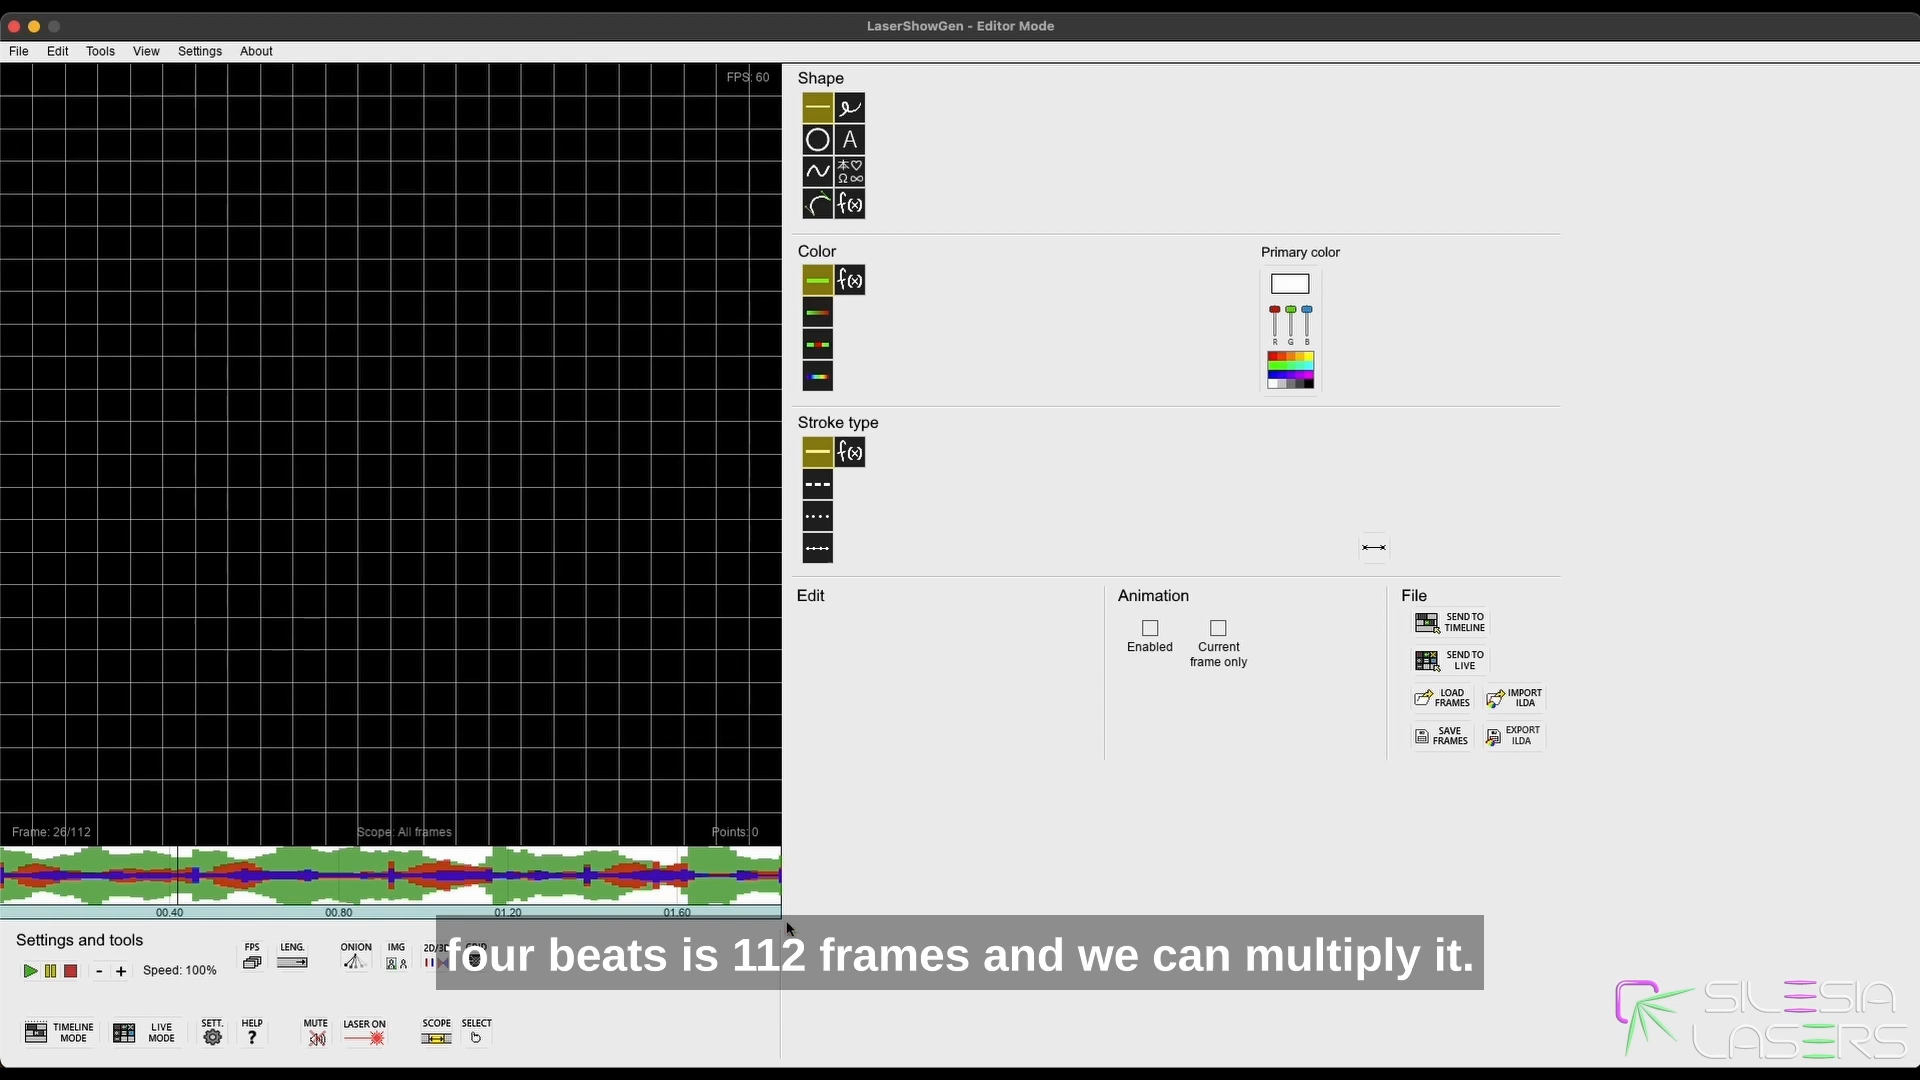 LaserShowGen - Editor Mode
File Edit Tools View Settings About
FPS: 60
Shape
A
本♡
Ω∞
f(x)
Color
f(x)
Primary color
R G B
Stroke type
f(x)
Edit
Animation
Enabled
Current
frame only
File
SEND TO
TIMELINE
SEND TO
LIVE
LOAD
FRAMES
IMPORT
ILDA
SAVE
FRAMES
EXPORT
ILDA
Frame: 26/112
Scope: All frames
Points: 0
00.40 00.80 01.20 01.60
Settings and tools
FPS
LENG.
ONION
IMG
2D/3D
- + Speed: 100%
four beats is 112 frames and we can multiply it.
TIMELINE
MODE
LIVE
MODE
SETT.
HELP
?
MUTE
LASER ON
SCOPE
SELECT
SILESIA
LASERS